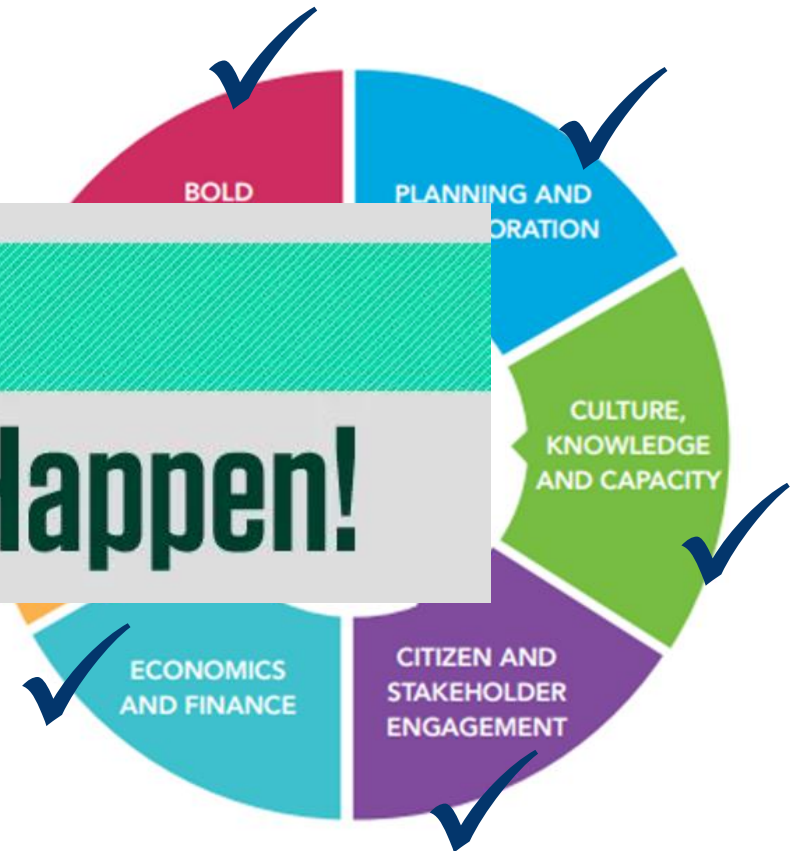 BOLD
PLANNING AND
ORATION
CULTURE,
KNOWLEDGE
AND CAPACITY
Happen!
ECONOMICS
AND FINANCE
CITIZEN AND
STAKEHOLDER
ENGAGEMENT